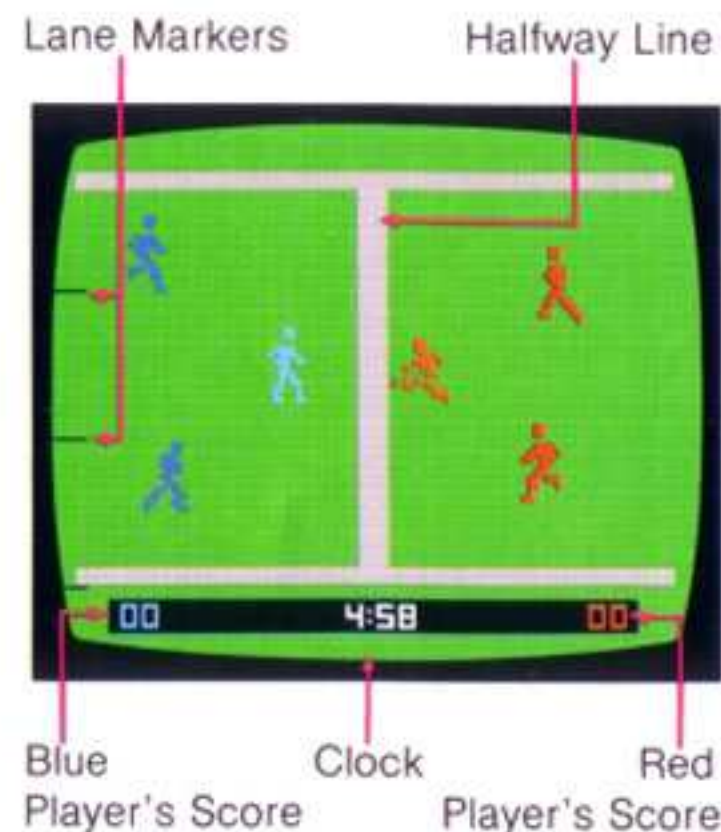 Lane Markers
Halfway Line
00 4:58 00
Blue
Player's Score
Clock
Red
Player's Score